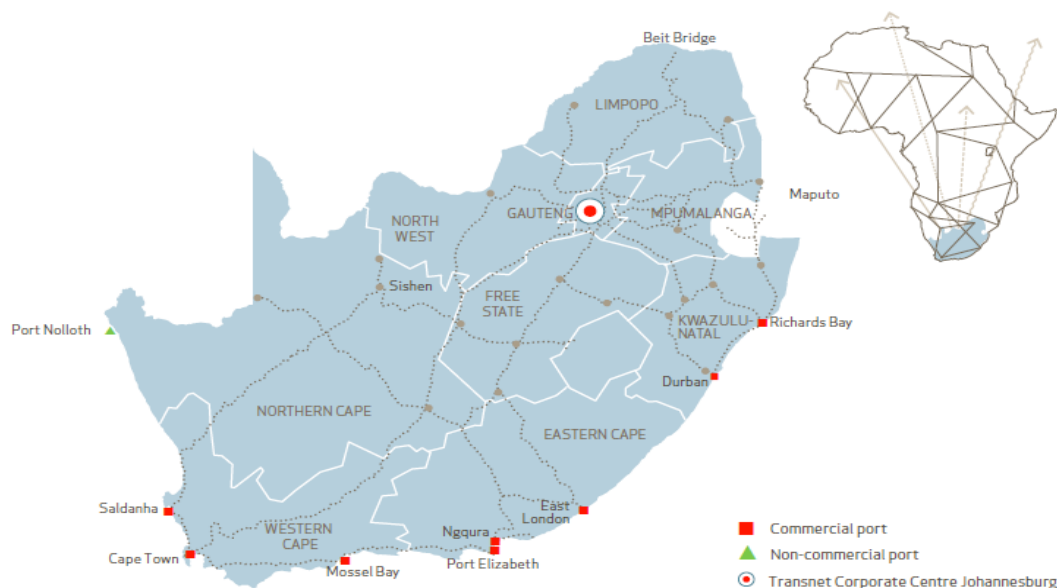 Beit Bridge
LIMPOPO
Maputo
GAUTENG
MPUMALANGA
NORTH
WEST
Sishen
FREE
STATE
Port Nolloth
KWAZULU-
NATAL
Richards Bay
Durban
NORTHERN CAPE
EASTERN CAPE
Saldanha
East
London
WESTERN
CAPE
Ngqura
Cape Town
Port Elizabeth
Mossel Bay
Commercial port
Non-commercial port
Transnet Corporate Centre Johannesburg